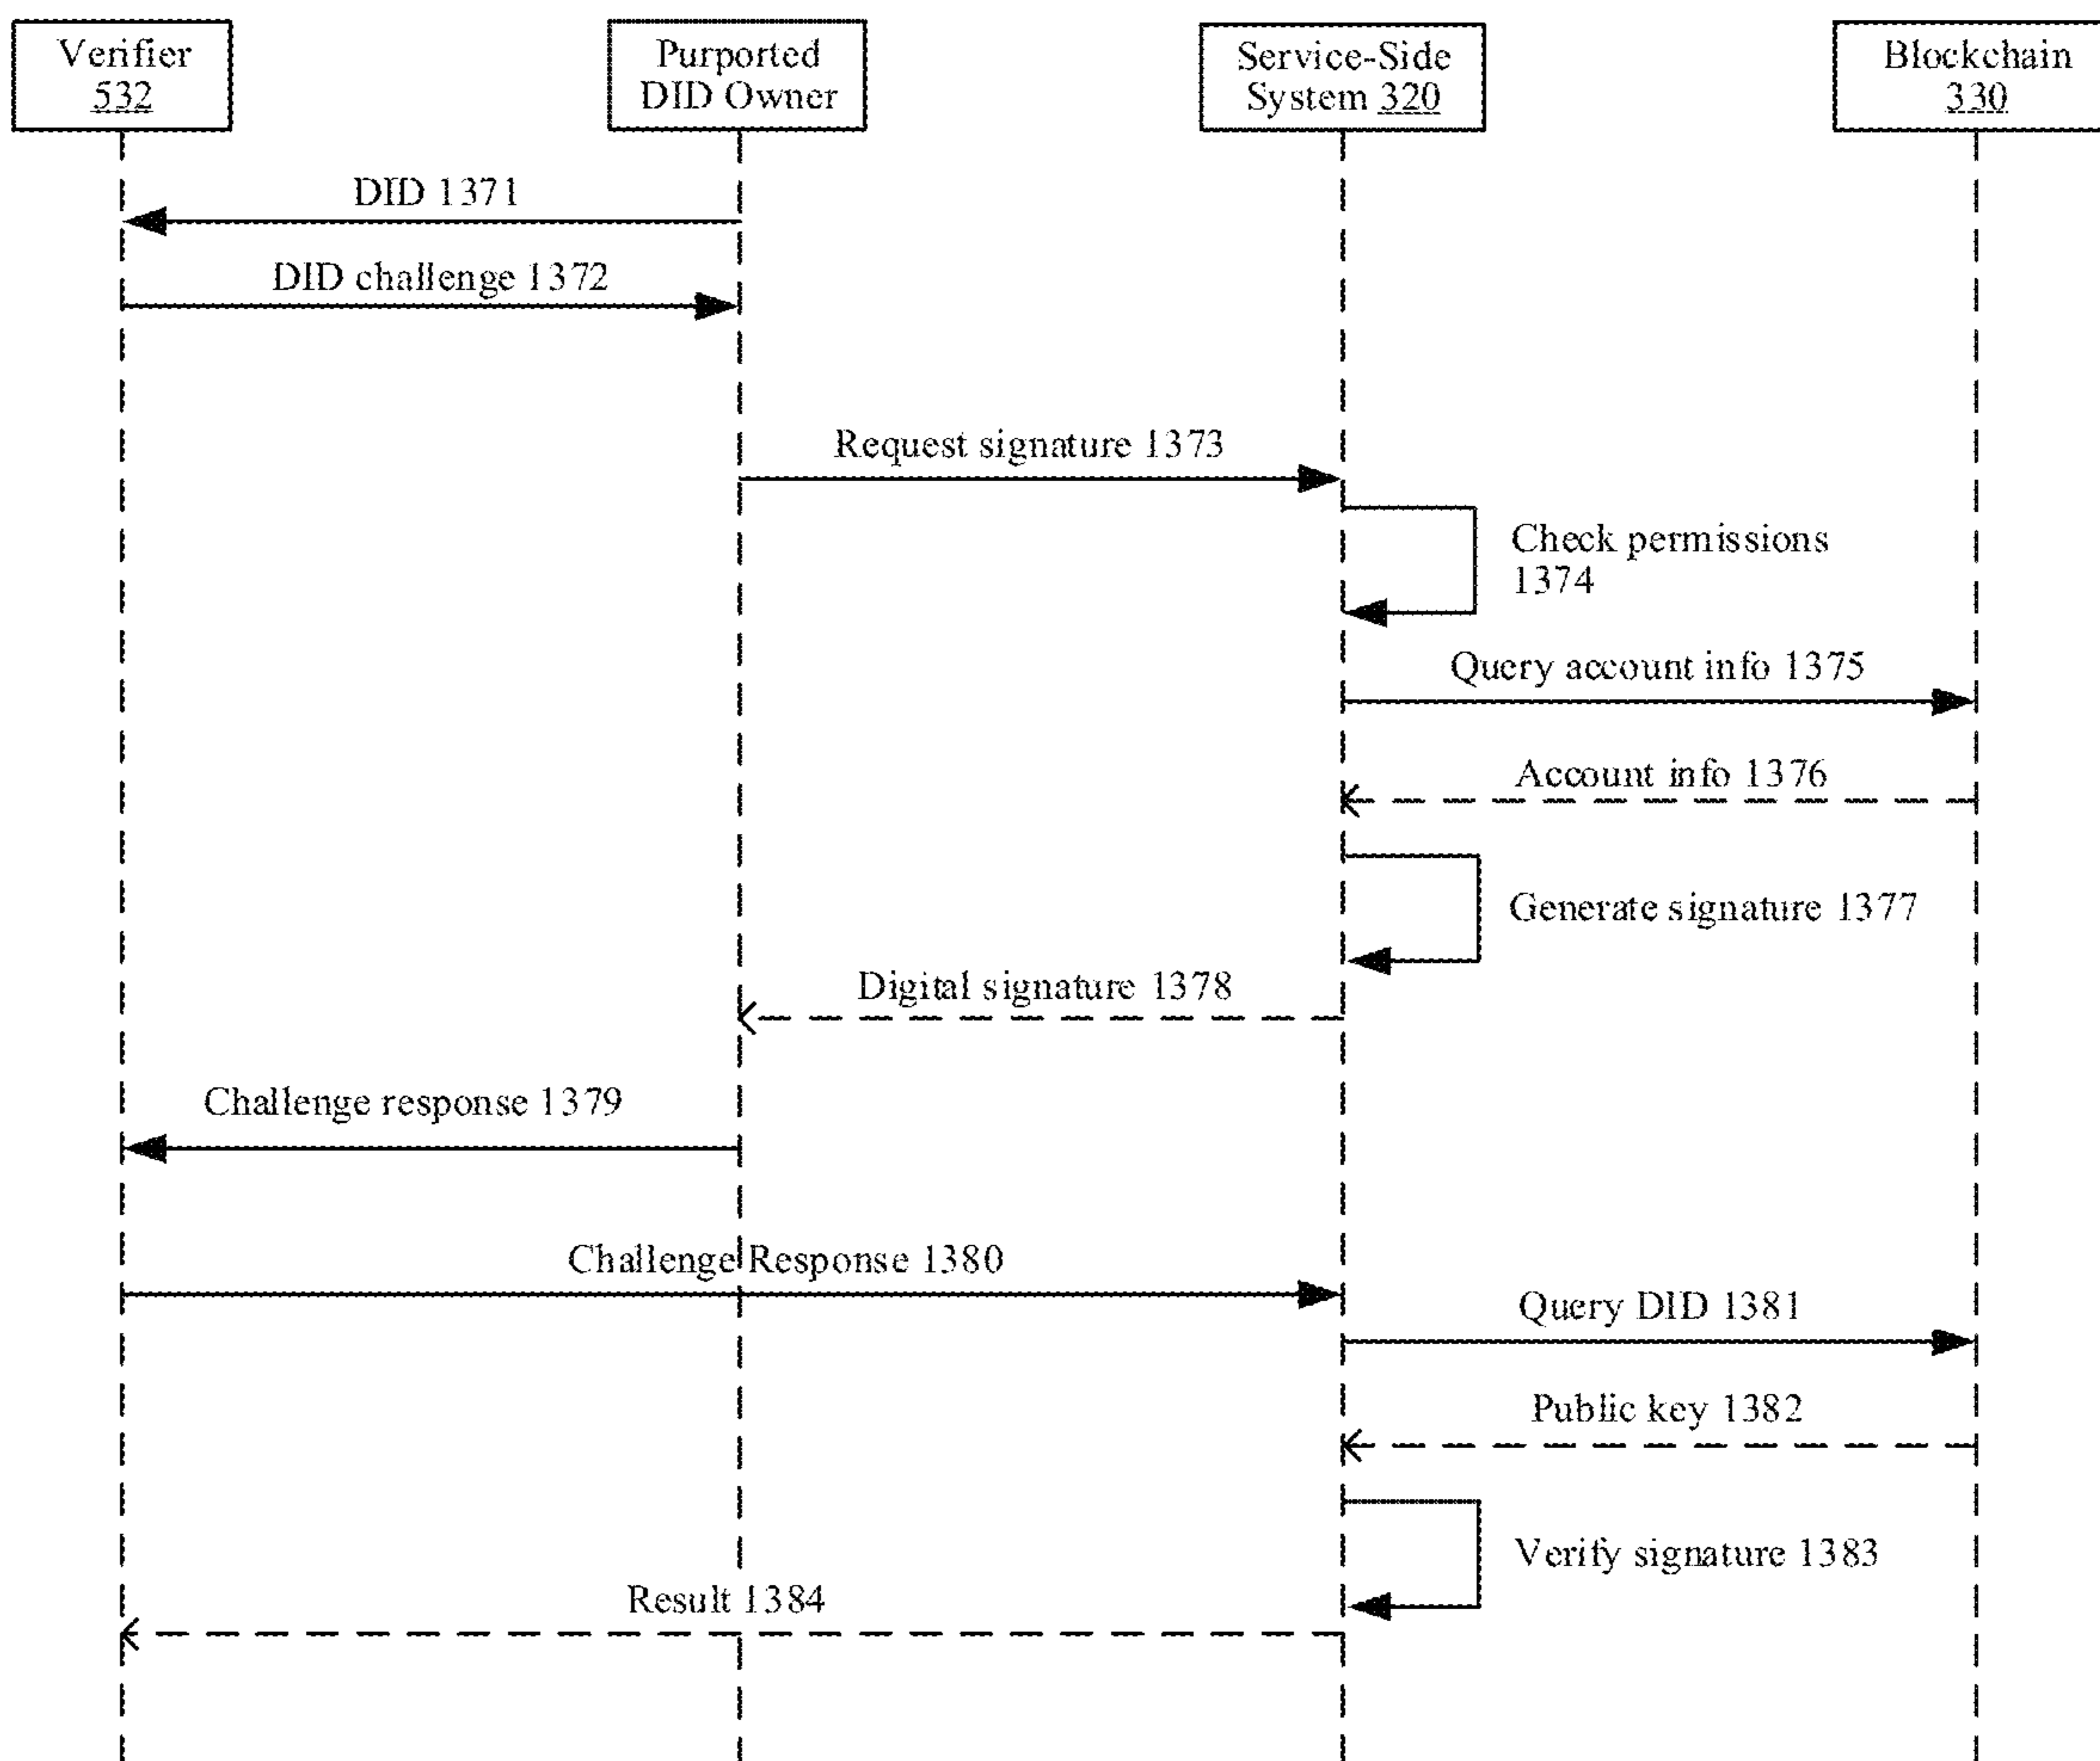 Verifier
532
Purported
DID Owner
Service-Side
System 320
Blockchain
330
DID 1371
DID challenge 1372
Request signature 1373
Check permissions
1374
Query account info 1375
Account info 1376
Generate signature 1377
Digital signature 1378
Challenge response 1379
Challenge Response 1380
Query DID 1381
Public key 1382
Verify signature 1383
Result 1384